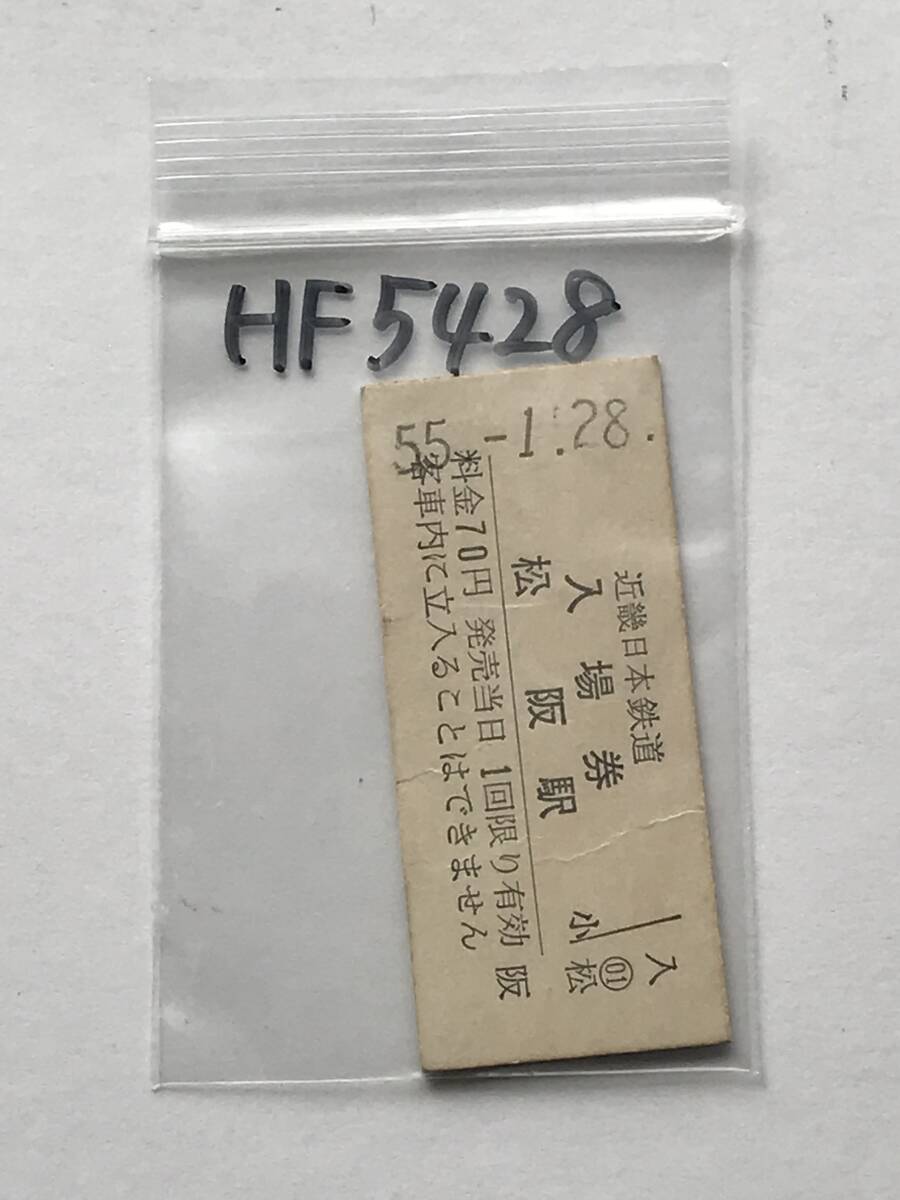 HF5428
55.-1.28.
近畿日本鉄道
入場券
松阪駅
料金70円 発売当日 1回限り有効
客車内に立入ることはできません
入
小
01
松阪